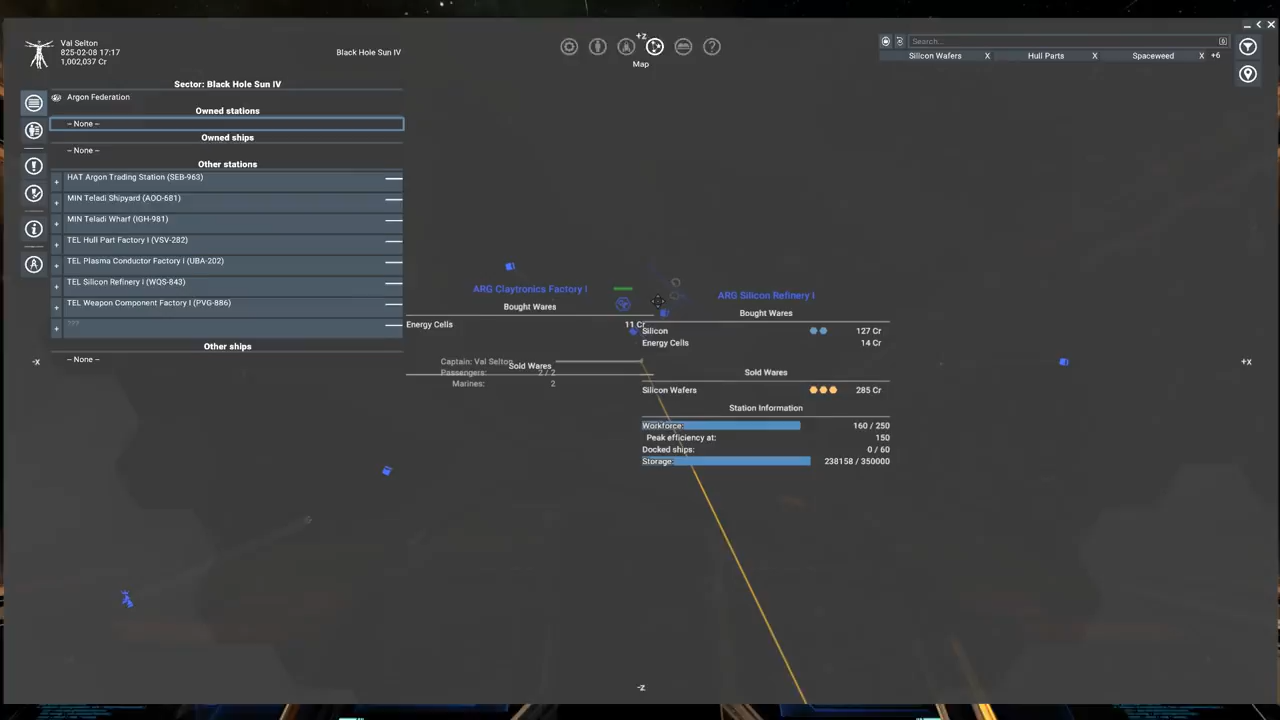 Val Selton
825-02-08 17:17
1,002,037 Cr
Black Hole Sun IV
+Z
Map
Search...
Silicon Wafers X
Hull Parts X
Spaceweed X
+6
Sector: Black Hole Sun IV
Argon Federation
Owned stations
-- None --
Owned ships
-- None --
Other stations
+ HAT Argon Trading Station (SEB-963)
+ MIN Teladi Shipyard (AOO-681)
+ MIN Teladi Wharf (IGH-981)
+ TEL Hull Part Factory I (VSV-282)
+ TEL Plasma Conductor Factory I (UBA-202)
+ TEL Silicon Refinery I (WQS-843)
+ TEL Weapon Component Factory I (PVG-886)
+ ???
Other ships
-- None --
-X
+X
-Z
ARG Claytronics Factory I
Bought Wares
Energy Cells 11 Cr
Sold Wares
Captain: Val Selton
Passengers: 2 / 2
Marines: 2
ARG Silicon Refinery I
Bought Wares
Silicon 127 Cr
Energy Cells 14 Cr
Sold Wares
Silicon Wafers 285 Cr
Station Information
Workforce: 160 / 250
Peak efficiency at: 150
Docked ships: 0 / 60
Storage: 238158 / 350000